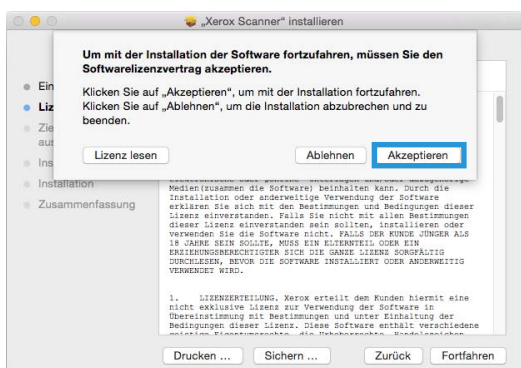 „Xerox Scanner“ installieren
Um mit der Installation der Software fortzufahren, müssen Sie den
Softwarelizenzvertrag akzeptieren.
Klicken Sie auf „Akzeptieren“, um mit der Installation fortzufahren.
Klicken Sie auf „Ablehnen“, um die Installation abzubrechen und zu
beenden.
Lizenz lesen
Ablehnen
Akzeptieren
Ein
Liz
Zie
aus
Ins
Installation
Zusammenfassung
Medien(zusammen die Software) beinhalten kann. Durch die
Installation oder anderweitige Verwendung der Software
erklären Sie sich mit den Bestimmungen und Bedingungen dieser
Lizenz einverstanden. Falls Sie nicht mit allen Bestimmungen
dieser Lizenz einverstanden sein sollten, installieren oder
verwenden Sie die Software nicht. FALLS DER KUNDE JÜNGER ALS
18 JAHRE SEIN SOLLTE, MUSS EIN ELTERNTEIL ODER EIN
ERZIEHUNGSBERECHTIGTER SICH DIE GANZE LIZENZ SORGFÄLTIG
DURCHLESEN, BEVOR DIE SOFTWARE INSTALLIERT ODER ANDERWEITIG
VERWENDET WIRD.
1. LIZENZERTEILUNG. Xerox erteilt dem Kunden hiermit eine
nicht exklusive Lizenz zur Verwendung der Software in
Übereinstimmung mit Bestimmungen und unter Einhaltung der
Bedingungen dieser Lizenz. Diese Software enthält verschiedene
Drucken ...
Sichern ...
Zurück
Fortfahren